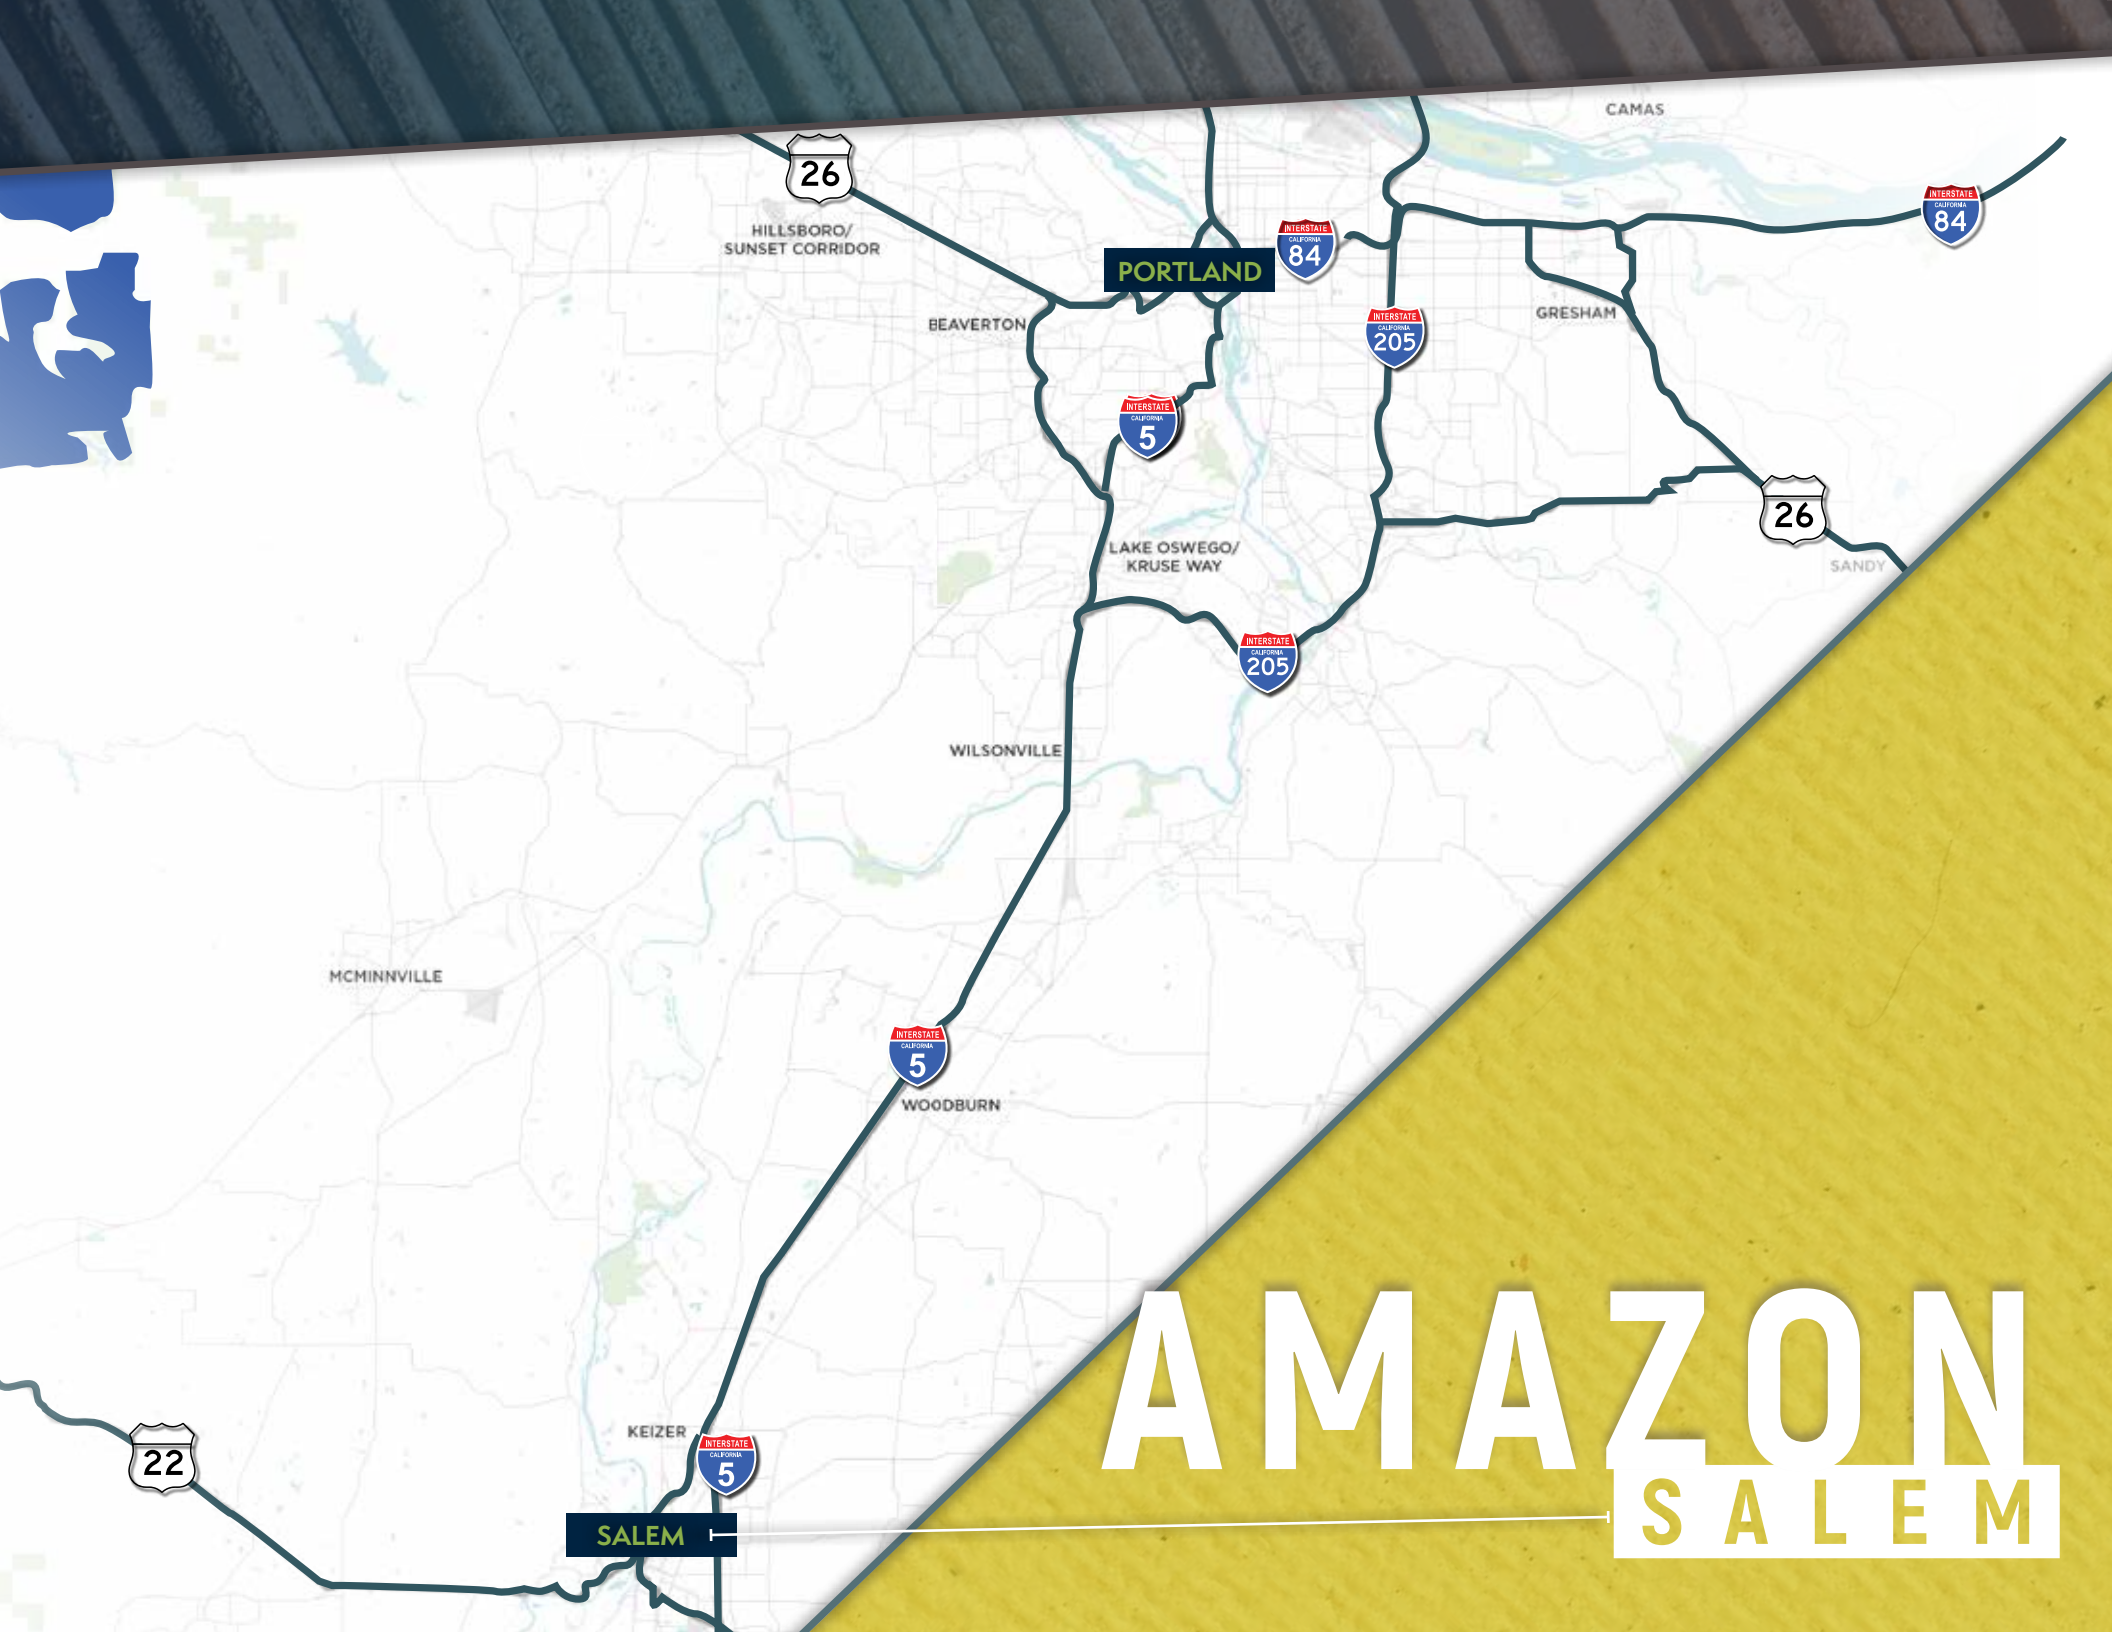 CAMAS
26
INTERSTATE
CALIFORNIA
84
HILLSBORO/
SUNSET CORRIDOR
INTERSTATE
CALIFORNIA
84
PORTLAND
BEAVERTON
INTERSTATE
CALIFORNIA
205
GRESHAM
INTERSTATE
CALIFORNIA
5
26
LAKE OSWEGO/
KRUSE WAY
SANDY
INTERSTATE
CALIFORNIA
205
WILSONVILLE
MCMINNVILLE
INTERSTATE
CALIFORNIA
5
WOODBURN
AMAZON
KEIZER
INTERSTATE
CALIFORNIA
5
22
SALEM
SALEM